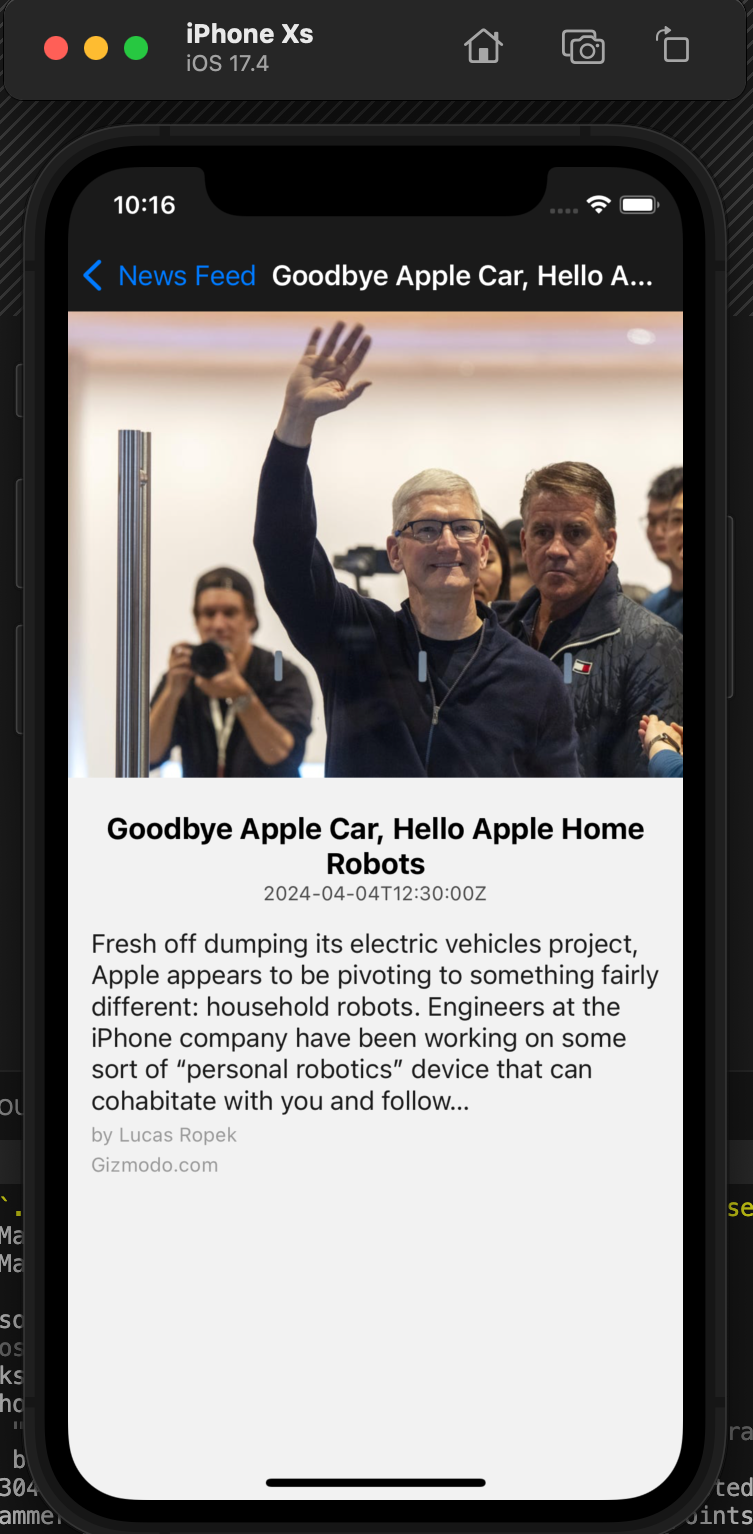 iPhone Xs
iOS 17.4
10:16
News Feed Goodbye Apple Car, Hello A...
Goodbye Apple Car, Hello Apple Home
Robots
2024-04-04T12:30:00Z
Fresh off dumping its electric vehicles project,
Apple appears to be pivoting to something fairly
different: household robots. Engineers at the
iPhone company have been working on some
sort of “personal robotics” device that can
cohabitate with you and follow...
by Lucas Ropek
Gizmodo.com